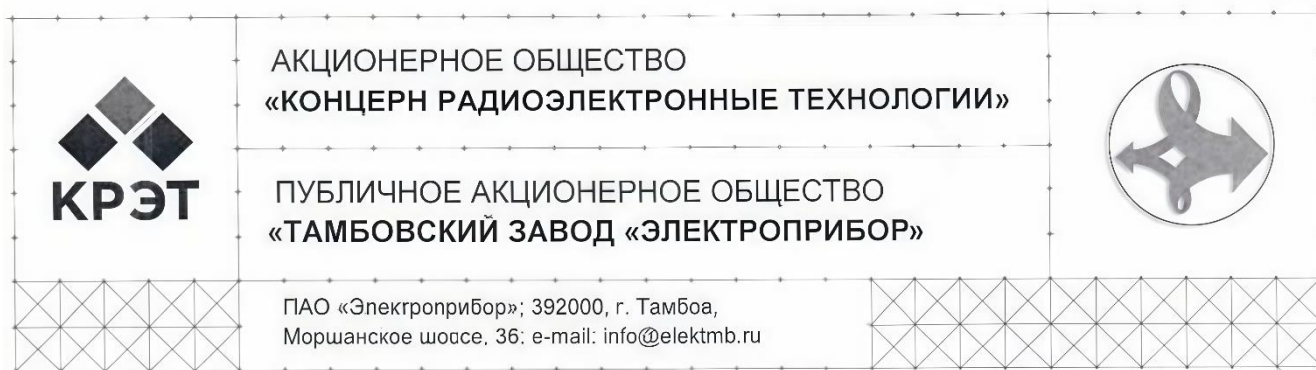 КРЭТ
АКЦИОНЕРНОЕ ОБЩЕСТВО
«КОНЦЕРН РАДИОЭЛЕКТРОННЫЕ ТЕХНОЛОГИИ»
ПУБЛИЧНОЕ АКЦИОНЕРНОЕ ОБЩЕСТВО
«ТАМБОВСКИЙ ЗАВОД «ЭЛЕКТРОПРИБОР»
ПАО «Электроприбор»; 392000, г. Тамбоа,
Моршанское шоссе, 36: e-mail: info@elektmb.ru